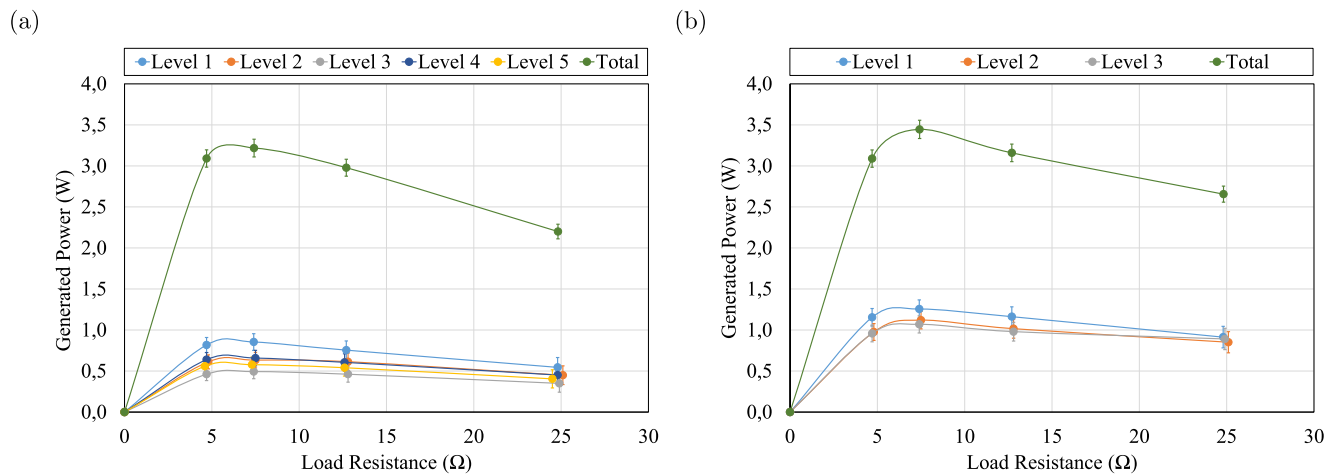 (a)
Level 1 Level 2 Level 3 Level 4 Level 5 Total
4,0
3,5
3,0
2,5
2,0
1,5
1,0
0,5
0,0
Generated Power (W)
0 5 10 15 20 25 30
Load Resistance (Ω)
(b)
Level 1 Level 2 Level 3 Total
4,0
3,5
3,0
2,5
2,0
1,5
1,0
0,5
0,0
Generated Power (W)
0 5 10 15 20 25 30
Load Resistance (Ω)